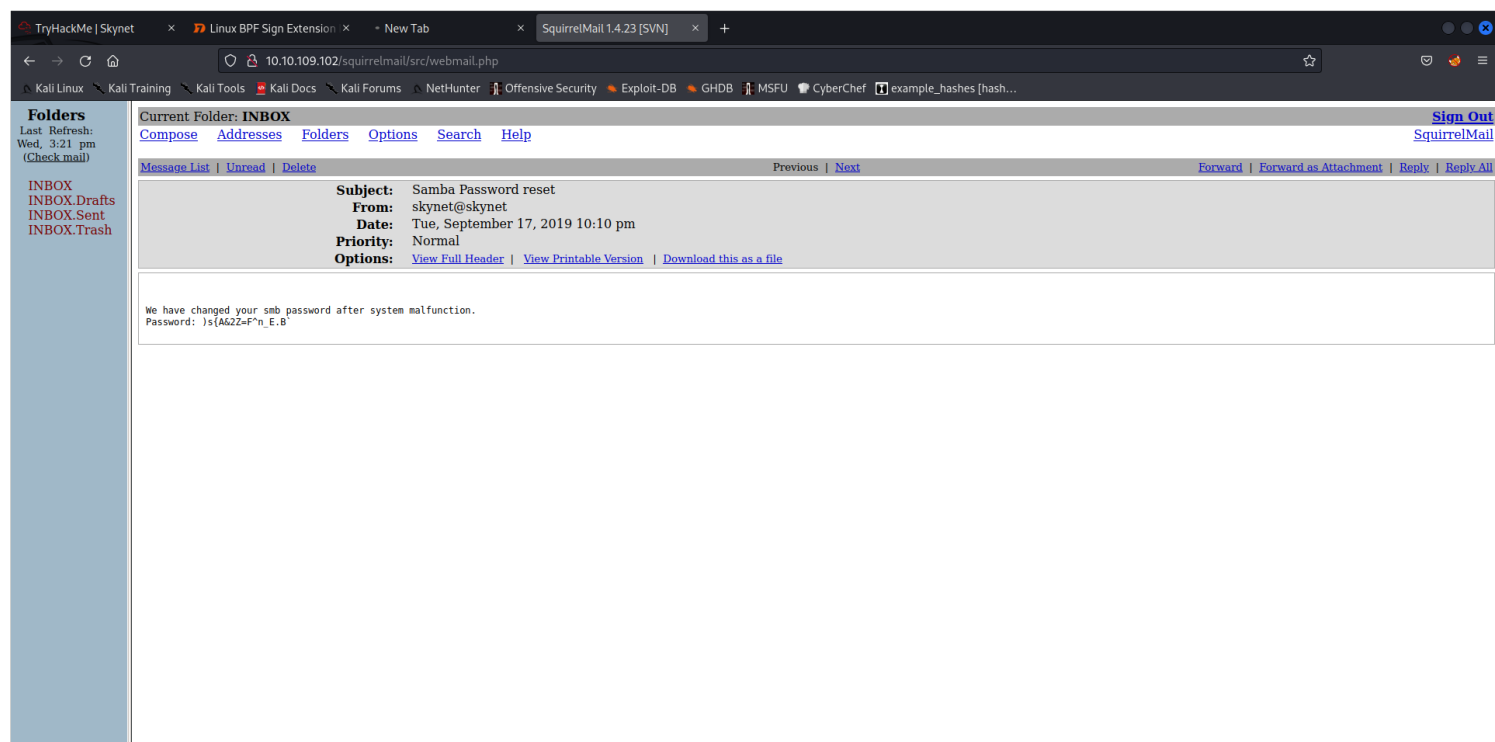 TryHackMe | Skynet
Linux BPF Sign Extension
New Tab
SquirrelMail 1.4.23 [SVN]
10.10.109.102/squirrelmail/src/webmail.php
Kali Linux Kali Training Kali Tools Kali Docs Kali Forums NetHunter Offensive Security Exploit-DB GHDB MSFU CyberChef example_hashes [hash...
Folders
Last Refresh:
Wed, 3:21 pm
(Check mail)
INBOX
INBOX.Drafts
INBOX.Sent
INBOX.Trash
Current Folder: INBOX
Sign Out
Compose Addresses Folders Options Search Help
SquirrelMail
Message List | Unread | Delete
Previous | Next
Forward | Forward as Attachment | Reply | Reply All
Subject: Samba Password reset
From: skynet@skynet
Date: Tue, September 17, 2019 10:10 pm
Priority: Normal
Options: View Full Header | View Printable Version | Download this as a file
We have changed your smb password after system malfunction.
Password: )s{A&2Z=F^n_E.B`